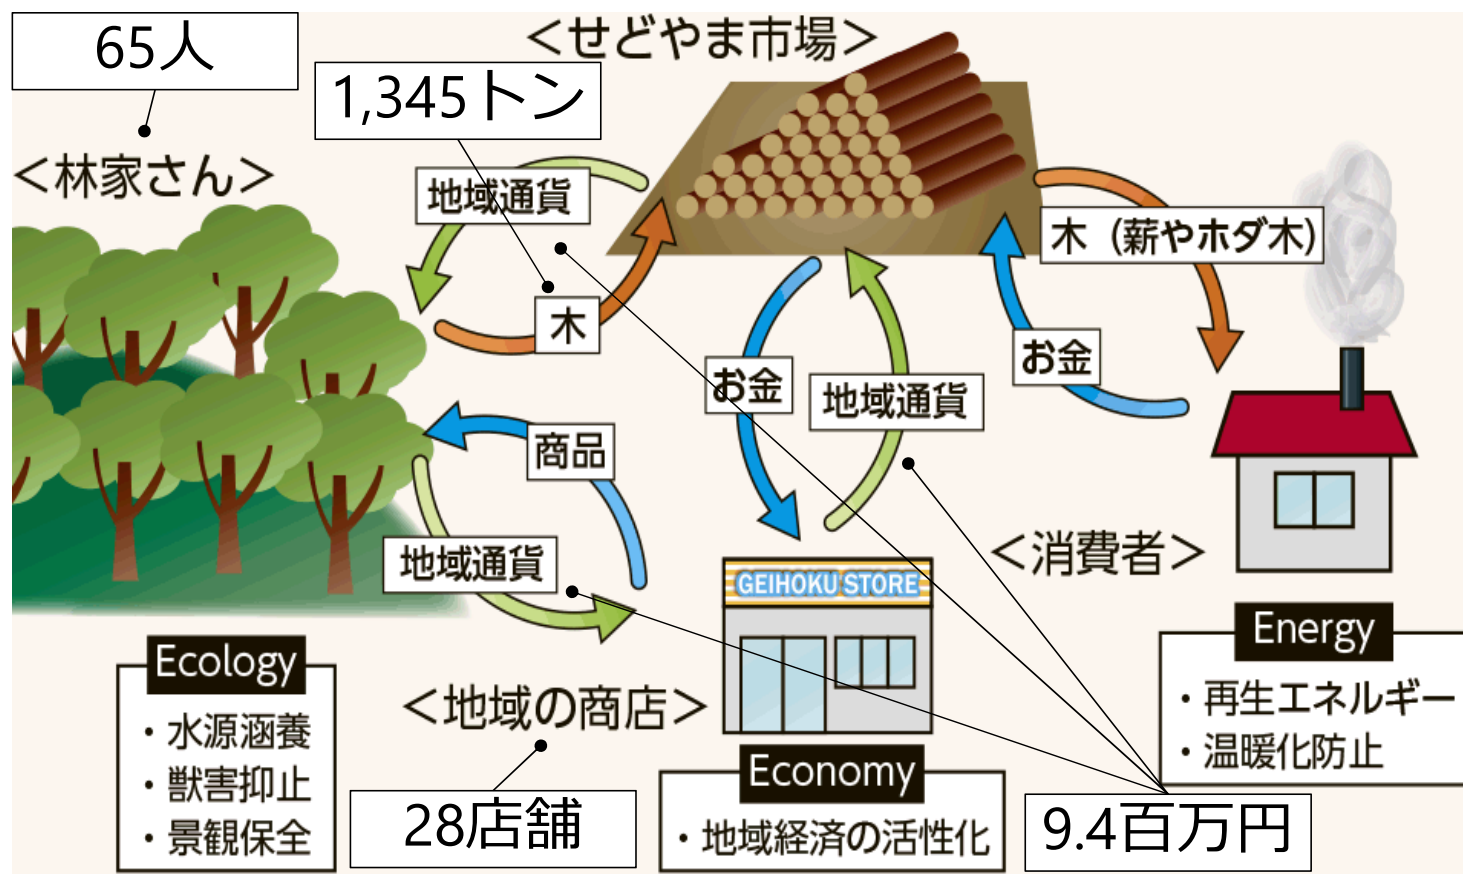 65人
＜せどやま市場＞
1,345トン
＜林家さん＞
地域通貨
木
木（薪やホダ木）
お金
お金
地域通貨
商品
地域通貨
＜消費者＞
GEIHOKU STORE
Ecology
・水源涵養
・獣害抑止
・景観保全
＜地域の商店＞
28店舗
Economy
・地域経済の活性化
Energy
・再生エネルギー
・温暖化防止
9.4百万円